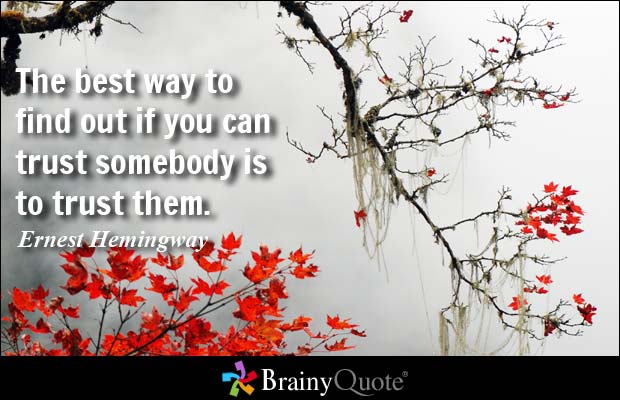 The best way to
find out if you can
trust somebody is
to trust them.
Ernest Hemingway
BrainyQuote®